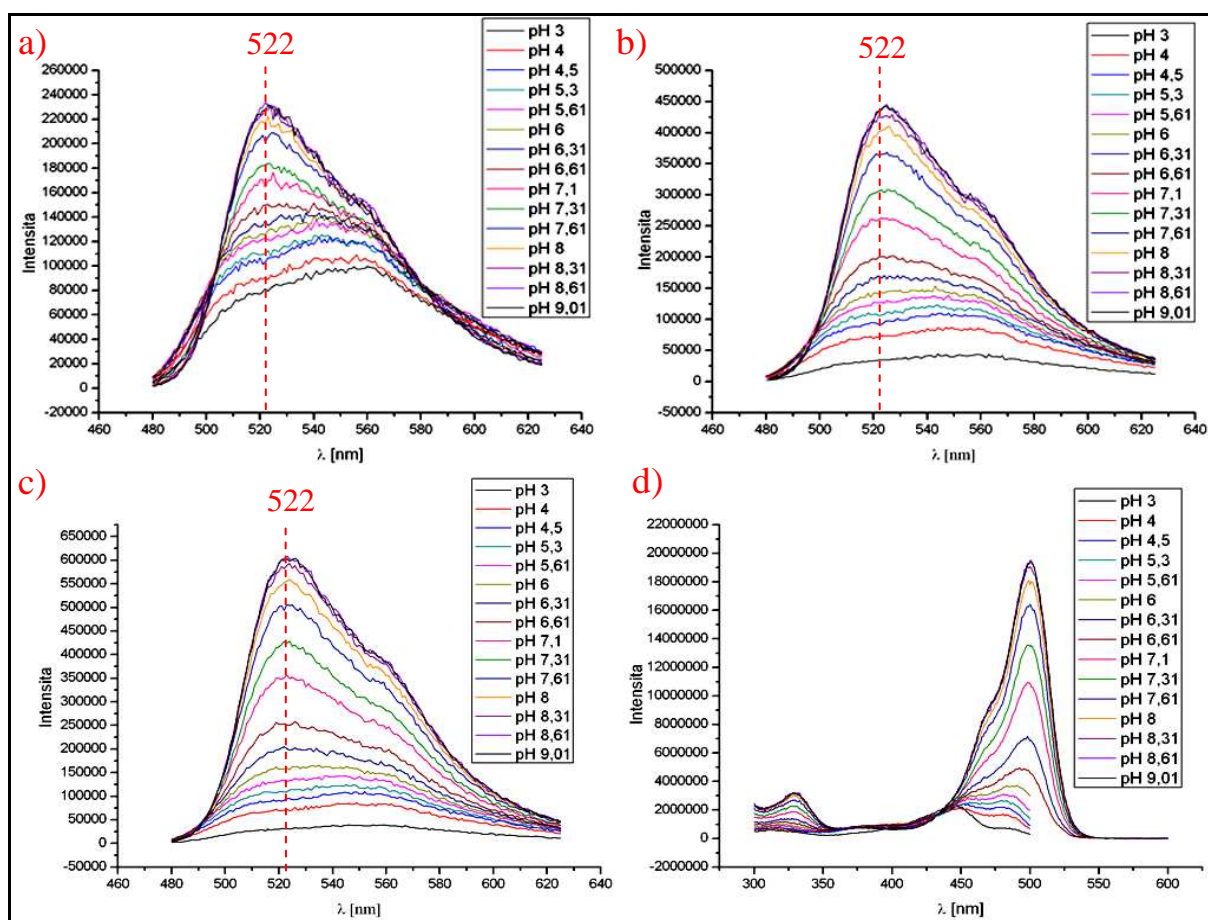 a)
522
260000
240000
220000
200000
180000
160000
140000
120000
100000
80000
60000
40000
20000
0
-20000
Intensita
460 480 500 520 540 560 580 600 620 640
λ [nm]
pH 3
pH 4
pH 4,5
pH 5,3
pH 5,61
pH 6
pH 6,31
pH 6,61
pH 7,1
pH 7,31
pH 7,61
pH 8
pH 8,31
pH 8,61
pH 9,01
b)
522
500000
450000
400000
350000
300000
250000
200000
150000
100000
50000
0
-50000
Intensita
460 480 500 520 540 560 580 600 620 640
λ [nm]
pH 3
pH 4
pH 4,5
pH 5,3
pH 5,61
pH 6
pH 6,31
pH 6,61
pH 7,1
pH 7,31
pH 7,61
pH 8
pH 8,31
pH 8,61
pH 9,01
c)
522
650000
600000
550000
500000
450000
400000
350000
300000
250000
200000
150000
100000
50000
0
-50000
Intensita
460 480 500 520 540 560 580 600 620 640
λ [nm]
pH 3
pH 4
pH 4,5
pH 5,3
pH 5,61
pH 6
pH 6,31
pH 6,61
pH 7,1
pH 7,31
pH 7,61
pH 8
pH 8,31
pH 8,61
pH 9,01
d)
22000000
20000000
18000000
16000000
14000000
12000000
10000000
8000000
6000000
4000000
2000000
0
-2000000
Intensita
300 350 400 450 500 550 600
λ [nm]
pH 3
pH 4
pH 4,5
pH 5,3
pH 5,61
pH 6
pH 6,31
pH 6,61
pH 7,1
pH 7,31
pH 7,61
pH 8
pH 8,31
pH 8,61
pH 9,01